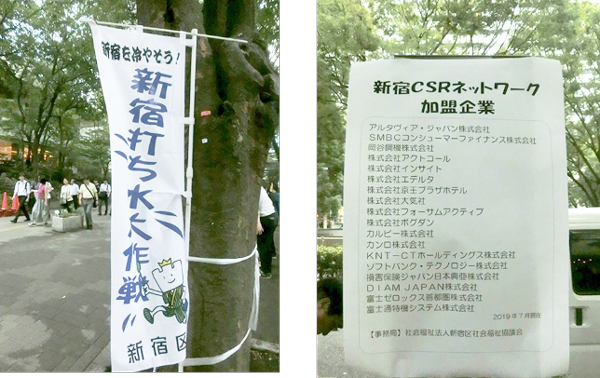 新宿を冷やそう!
新宿打ち水大作戦
新宿区
新宿CSRネットワーク
加盟企業
アルタヴィア・ジャパン株式会社
SMBCコンシューマーファイナンス株式会社
岡谷鋼機株式会社
株式会社アクトコール
株式会社インサイト
株式会社エデルタ
株式会社京王プラザホテル
株式会社大気社
株式会社フォーサムアクティブ
株式会社ボグダン
カルビー株式会社
カンロ株式会社
KNT-CTホールディングス株式会社
ソフトバンク・テクノロジー株式会社
損害保険ジャパン日本興亜株式会社
DIAM JAPAN株式会社
富士ゼロックス首都圏株式会社
富士通特機システム株式会社
2019年7月現在
【事務局】社会福祉法人新宿区社会福祉協議会